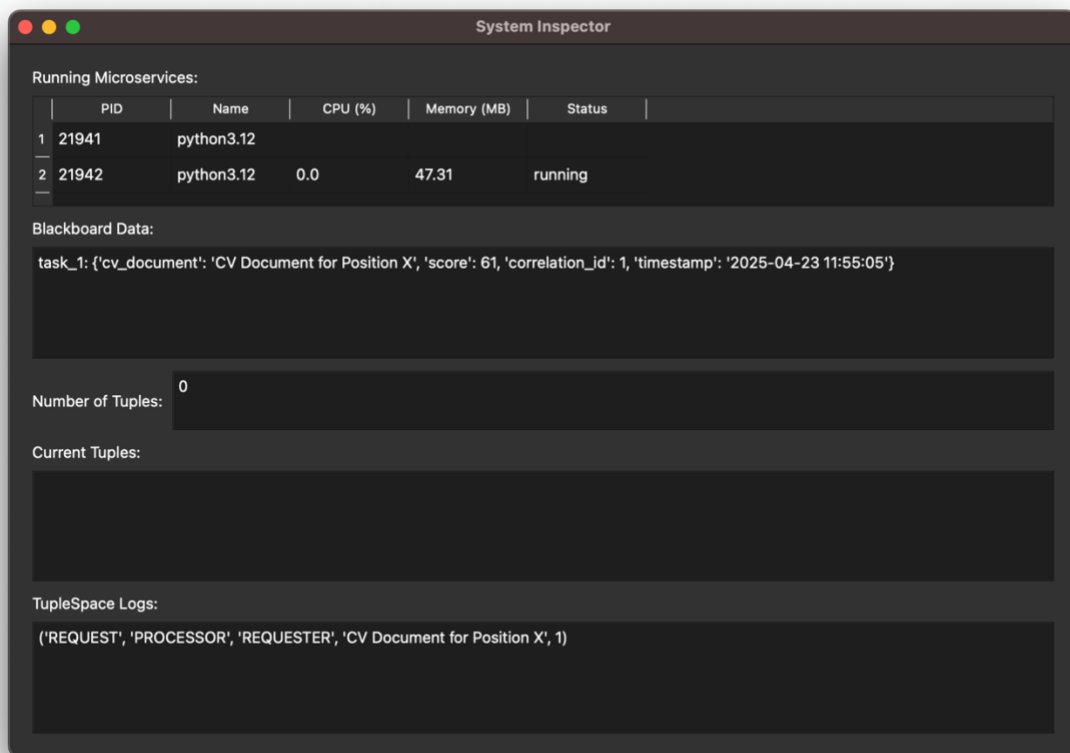 System Inspector
Running Microservices:
PID Name CPU (%) Memory (MB) Status
1 21941 python3.12
2 21942 python3.12 0.0 47.31 running
Blackboard Data:
task_1: {'cv_document': 'CV Document for Position X', 'score': 61, 'correlation_id': 1, 'timestamp': '2025-04-23 11:55:05'}
Number of Tuples: 0
Current Tuples:
TupleSpace Logs:
('REQUEST', 'PROCESSOR', 'REQUESTER', 'CV Document for Position X', 1)